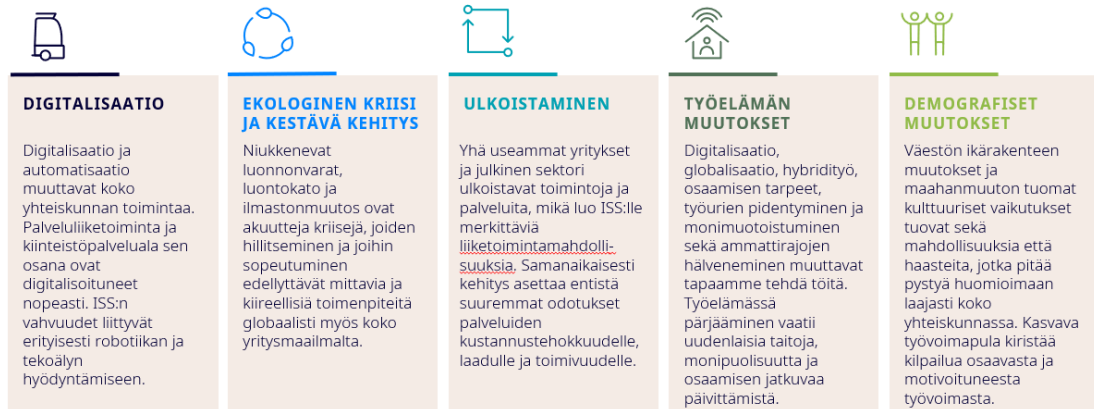 DIGITALISAATIO
Digitalisaatio ja
automatisaatio
muuttavat koko
yhteiskunnan toimintaa.
Palveluliiketoiminta ja
kiinteistöpalveluala sen
osana ovat
digitalisoituneet
nopeasti. ISS:n
vahvuudet liittyvät
erityisesti robotiikan ja
tekoälyn
hyödyntämiseen.
EKOLOGINEN KRIISI
JA KESTÄVÄ KEHITYS
Niukkenevat
luonnonvarat,
luontokato ja
ilmastonmuutos ovat
akuutteja kriisejä, joiden
hillitseminen ja joihin
sopeutuminen
edellyttävät mittavia ja
kiireellisiä toimenpiteitä
globaalisti myös koko
yritysmaailmalta.
ULKOISTAMINEN
Yhä useammat yritykset
ja julkinen sektori
ulkoistavat toimintoja ja
palveluita, mikä luo ISS:lle
merkittäviä
liiketoimintamahdolli-
suuksia. Samanaikaisesti
kehitys asettaa entistä
suuremmat odotukset
palveluiden
kustannustehokkuudelle,
laadulle ja toimivuudelle.
TYÖELÄMÄN
MUUTOKSET
Digitalisaatio,
globalisaatio, hybridityö,
osaamisen tarpeet,
työurien pidentyminen ja
monimuotoistuminen
sekä ammattirajojen
hälveneminen muuttavat
tapaamme tehdä töitä.
Työelämässä
pärjääminen vaatii
uudenlaisia taitoja,
monipuolisuutta ja
osaamisen jatkuvaa
päivittämistä.
DEMOGRAFISET
MUUTOKSET
Väestön ikärakenteen
muutokset ja
maahanmuuton tuomat
kulttuuriset vaikutukset
tuovat sekä
mahdollisuuksia että
haasteita, jotka pitää
pystyä huomioimaan
laajasti koko
yhteiskunnassa. Kasvava
työvoimapula kiristää
kilpailua osaavasta ja
motivoituneesta
työvoimasta.